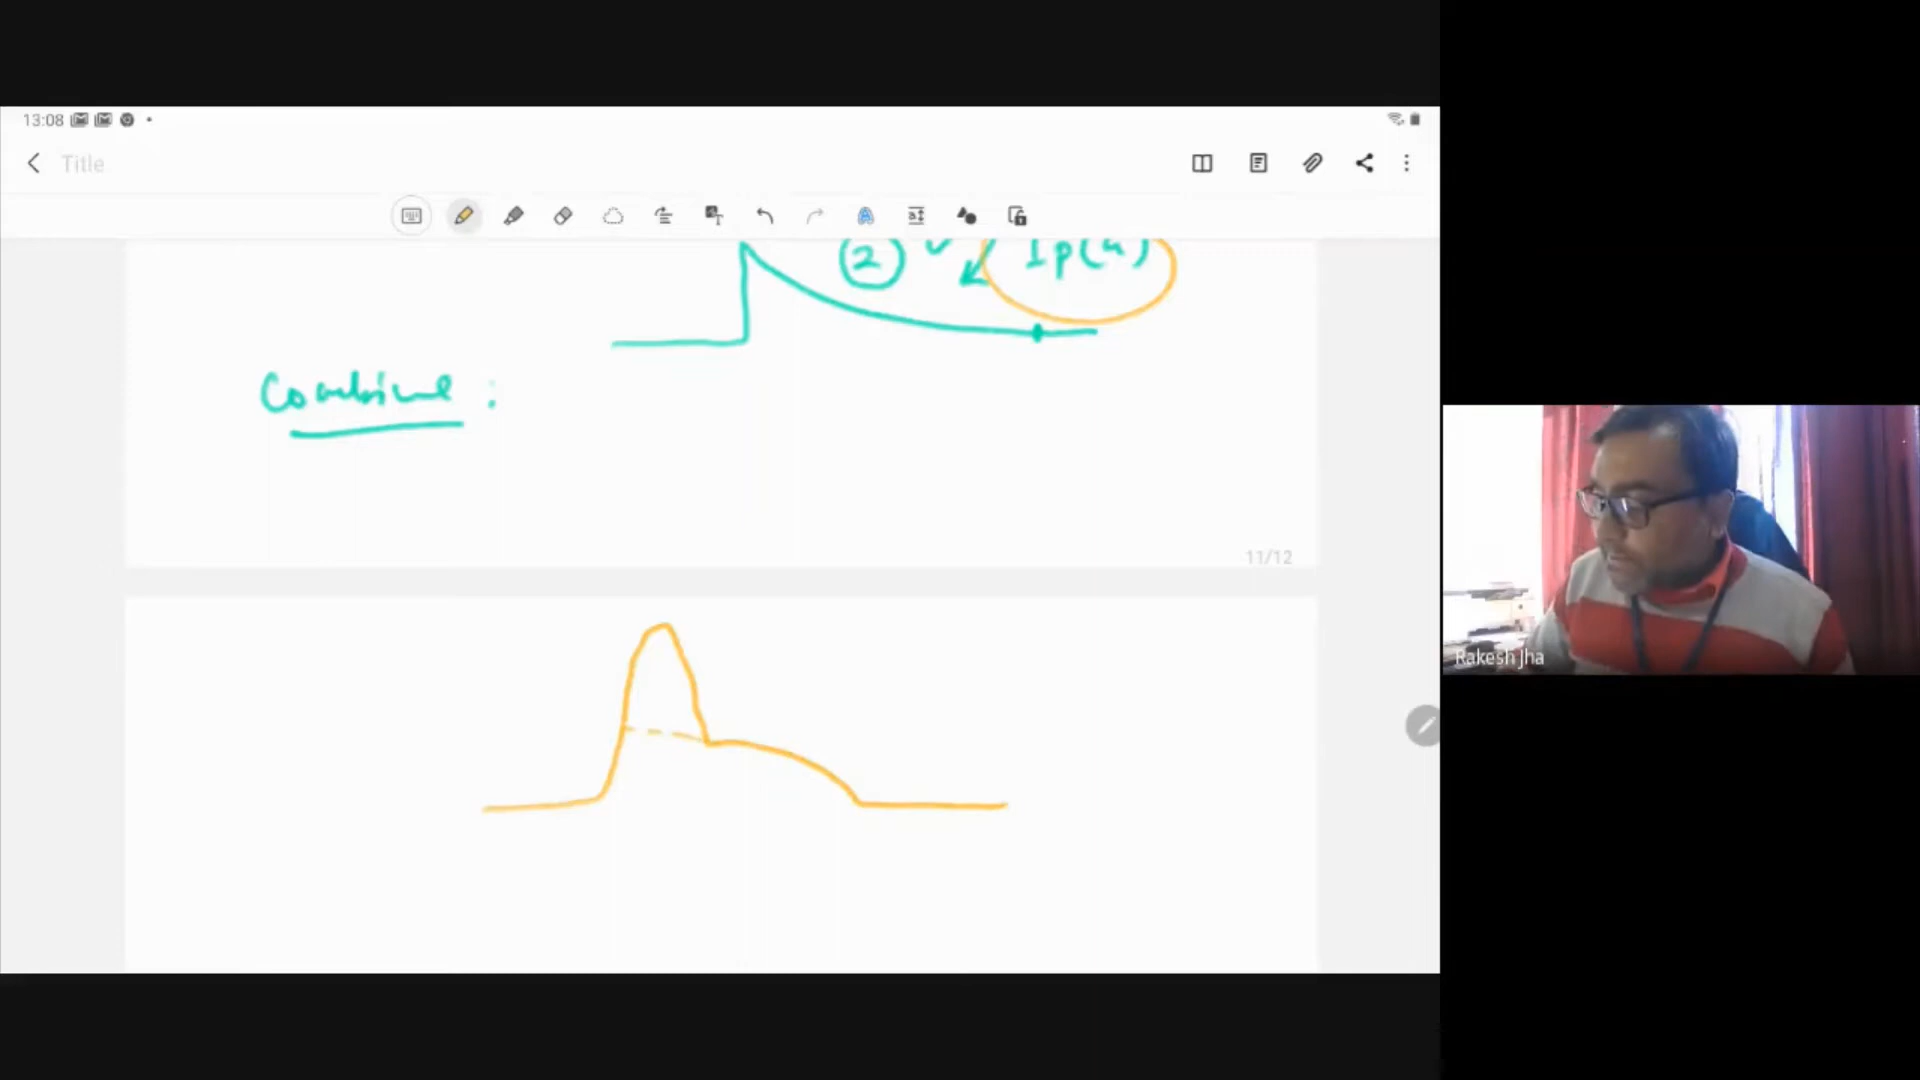 13:08
Title
② Ip(u)
Combine :
11/12
Rakesh Jha